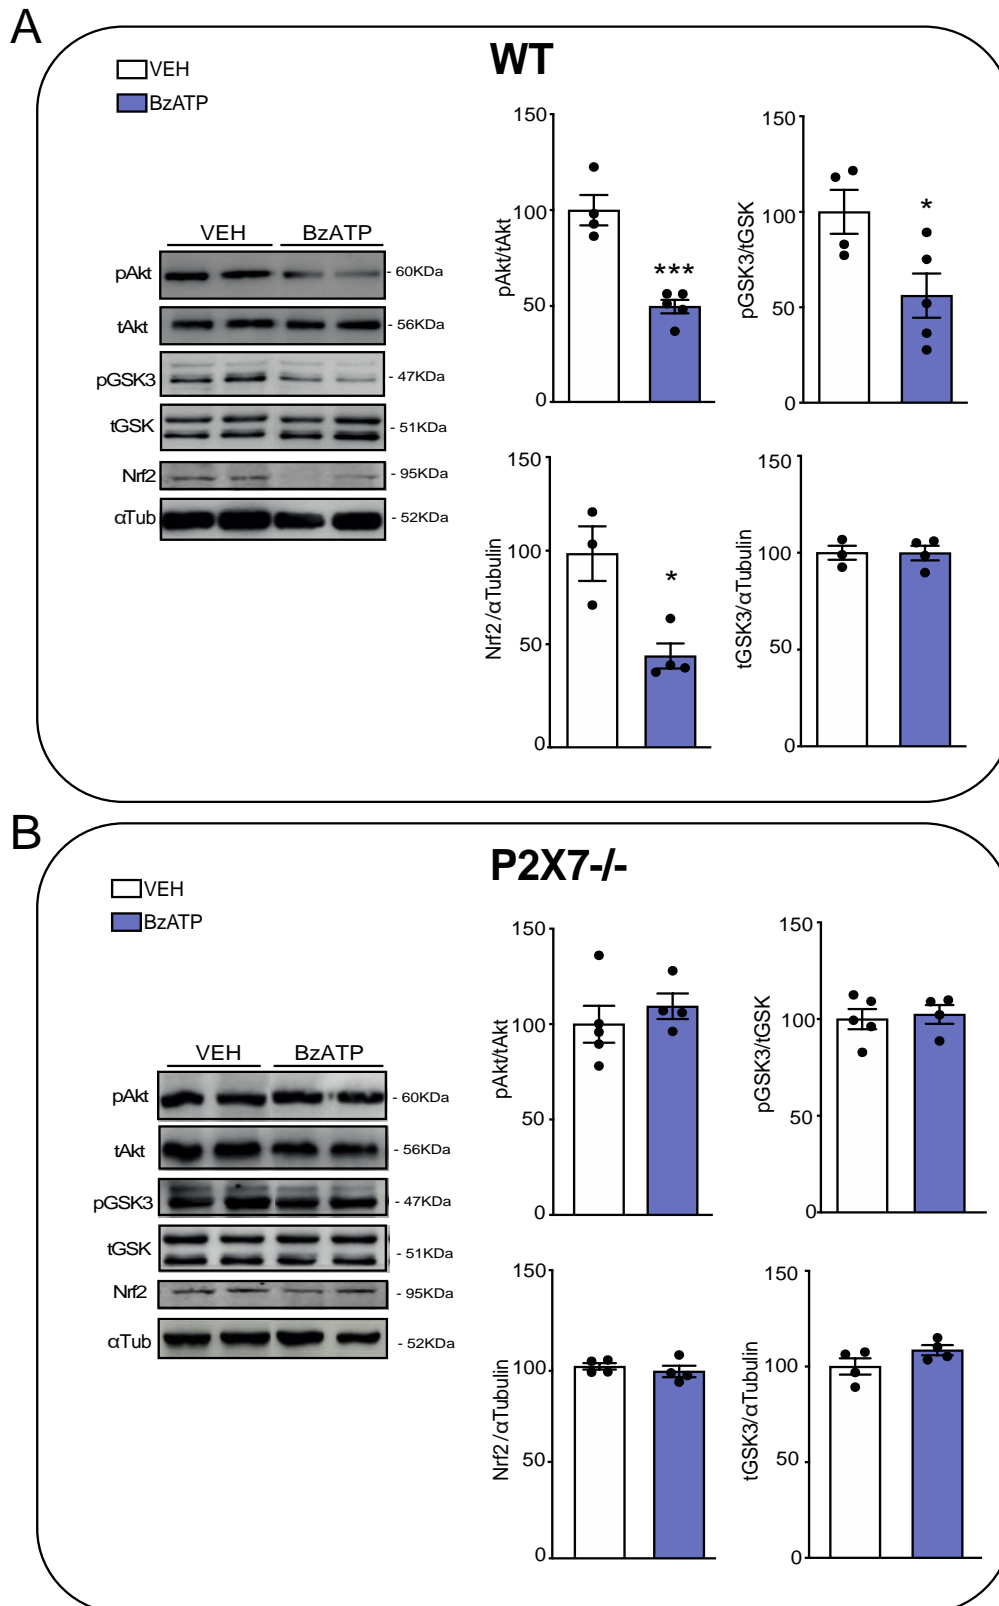 A
WT
VEH
BzATP
VEH BzATP
pAkt - 60KDa
tAkt - 56KDa
pGSK3 - 47KDa
tGSK - 51KDa
Nrf2 - 95KDa
αTub - 52KDa
pAkt/tAkt
150
100
50
0
***
pGSK3/tGSK
150
100
50
0
*
Nrf2/αTubulin
150
100
50
0
*
tGSK3/αTubulin
150
100
50
0
B
P2X7-/-
VEH
BzATP
VEH BzATP
pAkt - 60KDa
tAkt - 56KDa
pGSK3 - 47KDa
tGSK - 51KDa
Nrf2 - 95KDa
αTub - 52KDa
pAkt/tAkt
150
100
50
0
pGSK3/tGSK
150
100
50
0
Nrf2/αTubulin
150
100
50
0
tGSK3/αTubulin
150
100
50
0